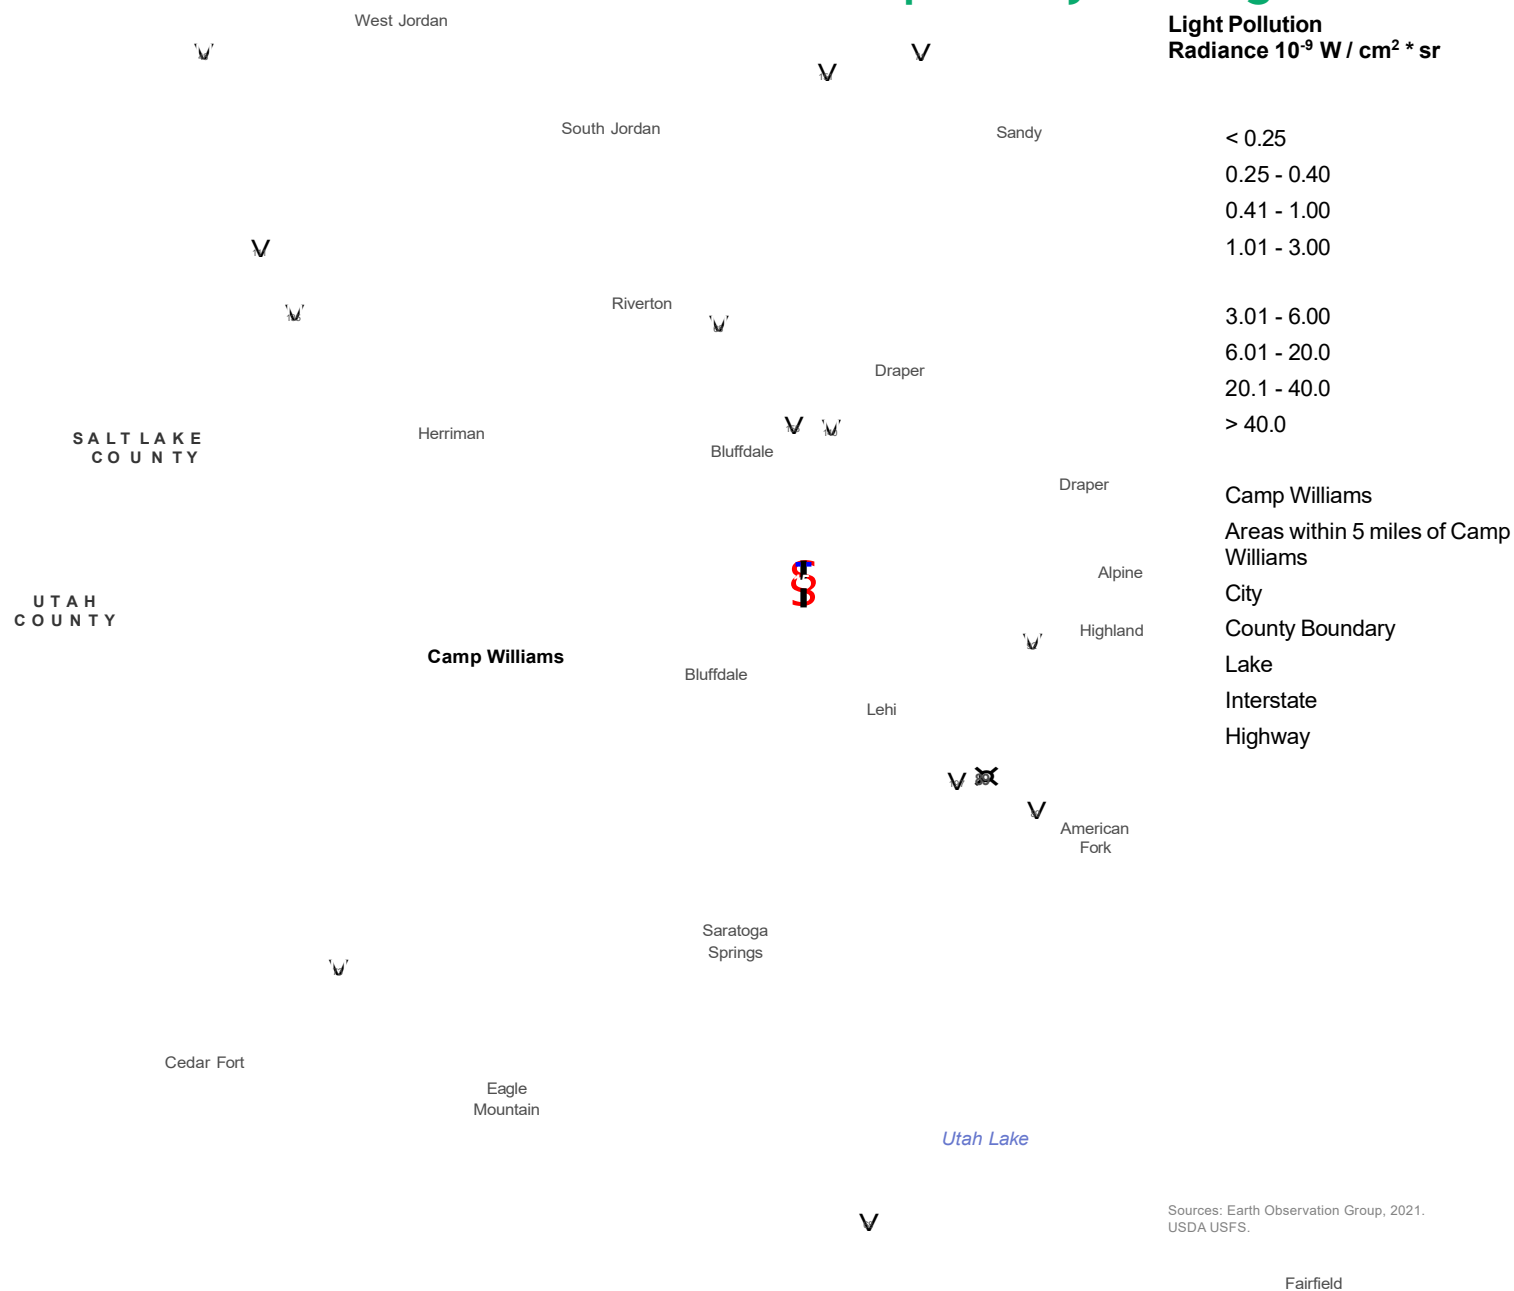 West Jordan
Light Pollution
Radiance 10⁻⁹ W / cm² * sr
South Jordan
Sandy
< 0.25
0.25 - 0.40
0.41 - 1.00
1.01 - 3.00
Riverton
3.01 - 6.00
6.01 - 20.0
Draper
20.1 - 40.0
> 40.0
SALT LAKE
COUNTY
Herriman
Bluffdale
Draper
Camp Williams
Areas within 5 miles of Camp
Williams
Alpine
City
UTAH
COUNTY
Highland
County Boundary
Camp Williams
Lake
Bluffdale
Interstate
Lehi
Highway
American
Fork
Saratoga
Springs
Cedar Fort
Eagle
Mountain
Utah Lake
Sources: Earth Observation Group, 2021.
USDA USFS.
Fairfield